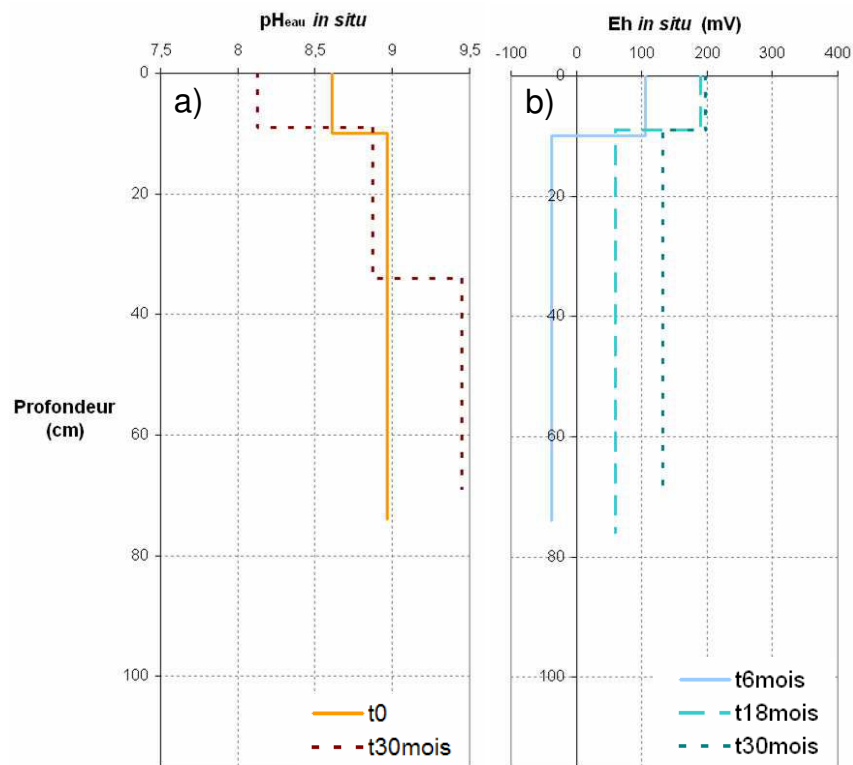 pHeau in situ
7,5 8 8,5 9 9,5
0
20
40
60
80
100
a)
Profondeur
(cm)
t0
t30mois
Eh in situ (mV)
-100 0 100 200 300 400
0
20
40
60
80
100
b)
t6mois
t18mois
t30mois